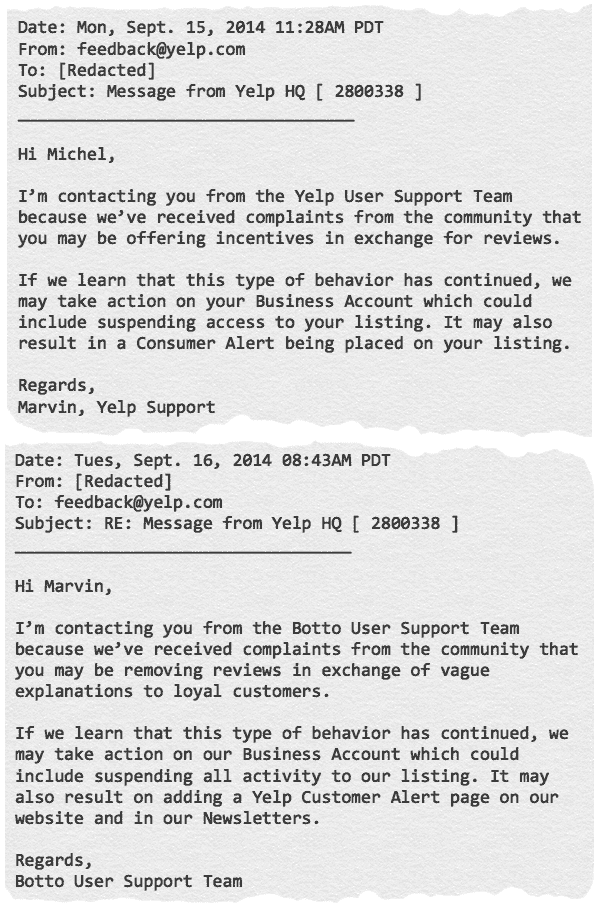 Date: Mon, Sept. 15, 2014 11:28AM PDT
From: feedback@yelp.com
To: [Redacted]
Subject: Message from Yelp HQ [ 2800338 ]
Hi Michel,
I'm contacting you from the Yelp User Support Team
because we've received complaints from the community that
you may be offering incentives in exchange for reviews.
If we learn that this type of behavior has continued, we
may take action on your Business Account which could
include suspending access to your listing. It may also
result in a Consumer Alert being placed on your listing.
Regards,
Marvin, Yelp Support
Date: Tues, Sept. 16, 2014 08:43AM PDT
From: [Redacted]
To: feedback@yelp.com
Subject: RE: Message from Yelp HQ [ 2800338 ]
Hi Marvin,
I'm contacting you from the Botto User Support Team
because we've received complaints from the community that
you may be removing reviews in exchange of vague
explanations to loyal customers.
If we learn that this type of behavior has continued, we
may take action on our Business Account which could
include suspending all activity to our listing. It may
also result on adding a Yelp Customer Alert page on our
website and in our Newsletters.
Regards,
Botto User Support Team